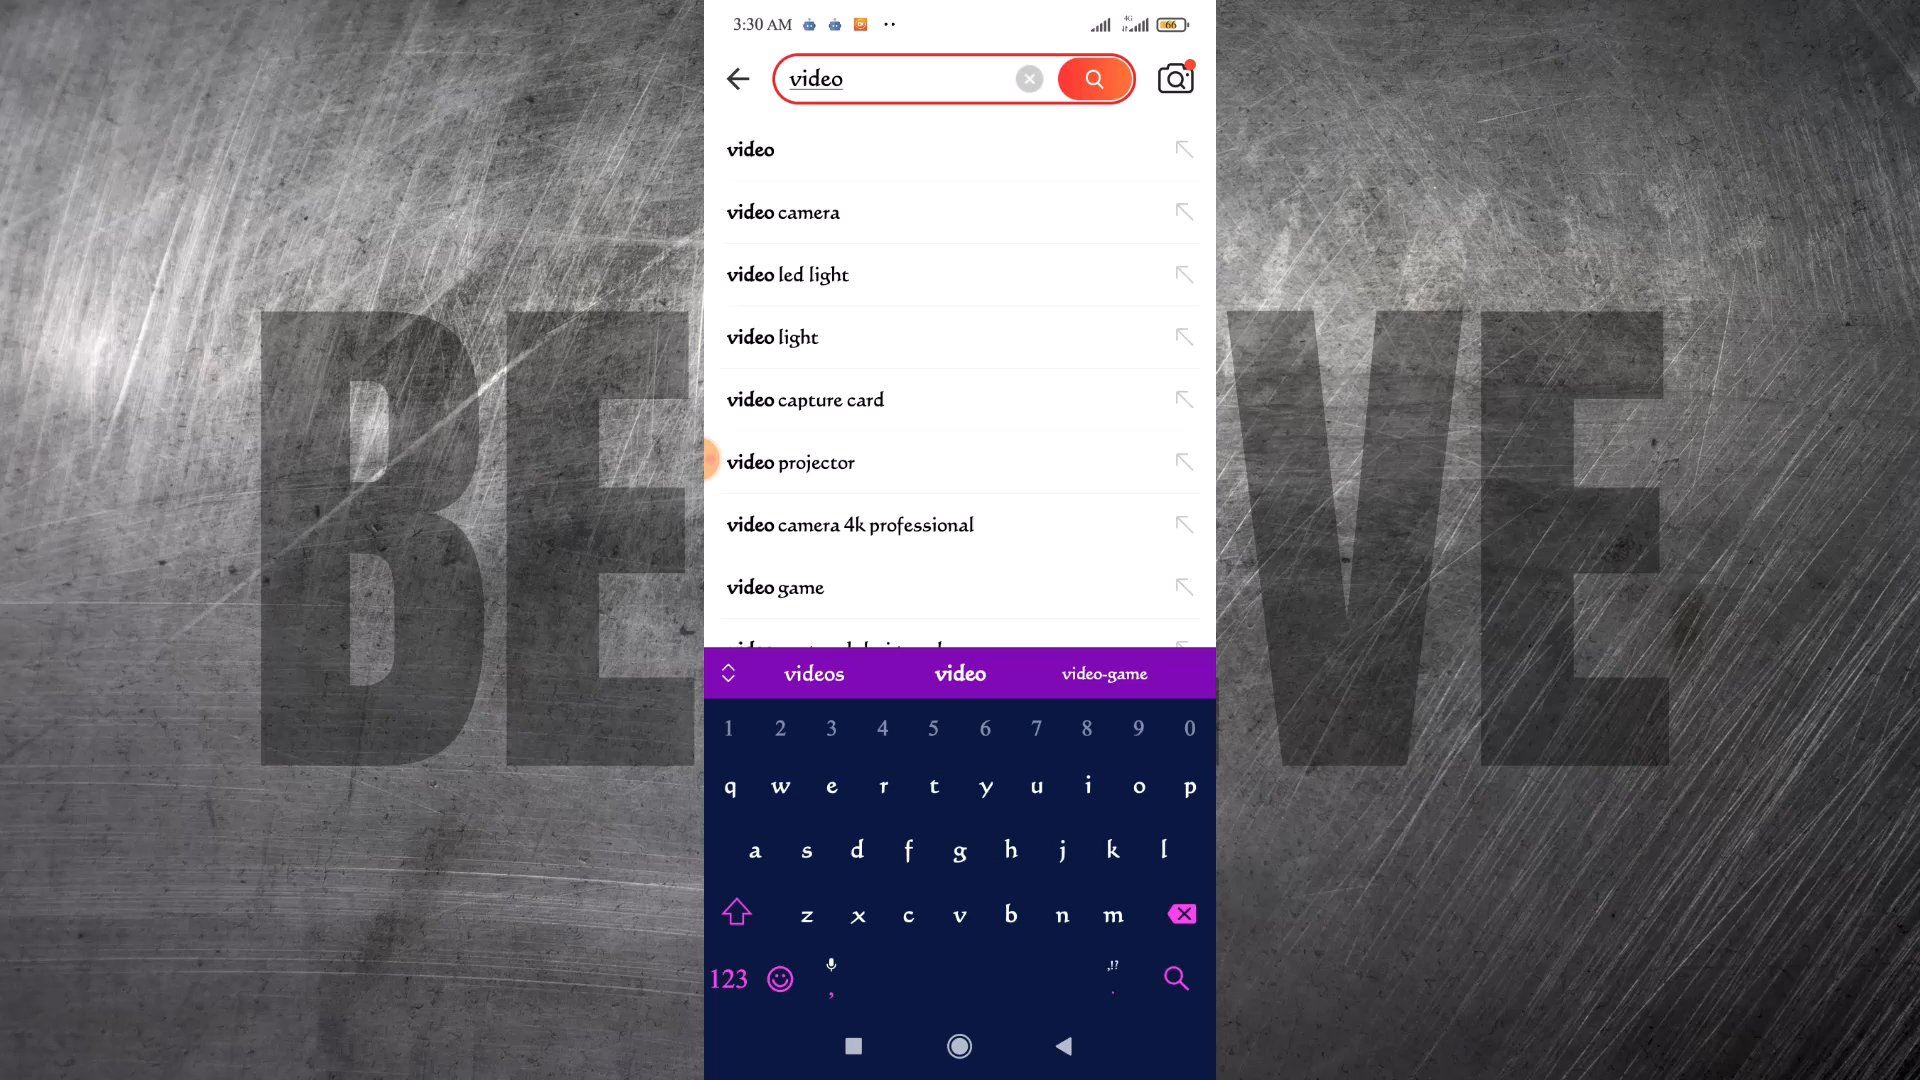 3:30 AM
4G
66
video
video
video camera
video led light
video light
video capture card
video projector
video camera 4k professional
video game
videos video video-game
1 2 3 4 5 6 7 8 9 0
q w e r t y u i o p
a s d f g h j k l
z x c v b n m
123 , ,!? .
BE VE